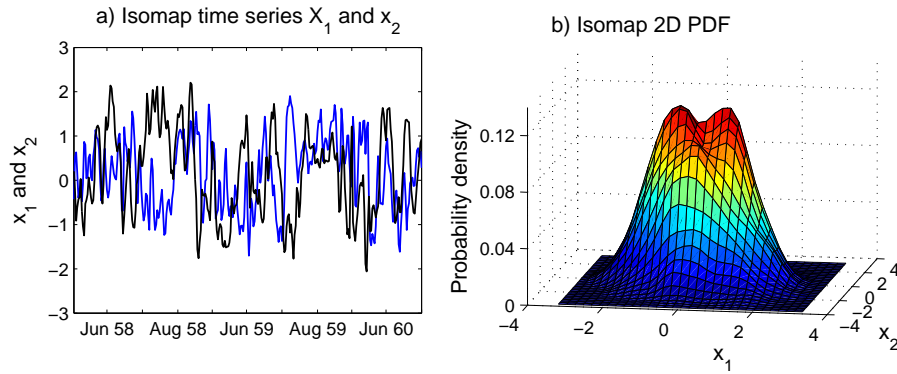 a) Isomap time series X1 and x2
3
2
1
0
−1
−2
−3
x1 and x2
Jun 58
Aug 58
Jun 59
Aug 59
Jun 60
b) Isomap 2D PDF
0.12
0.08
0.04
0
Probability density
−4
−2
0
2
4
x1
−4
−2
0
2
4
x2